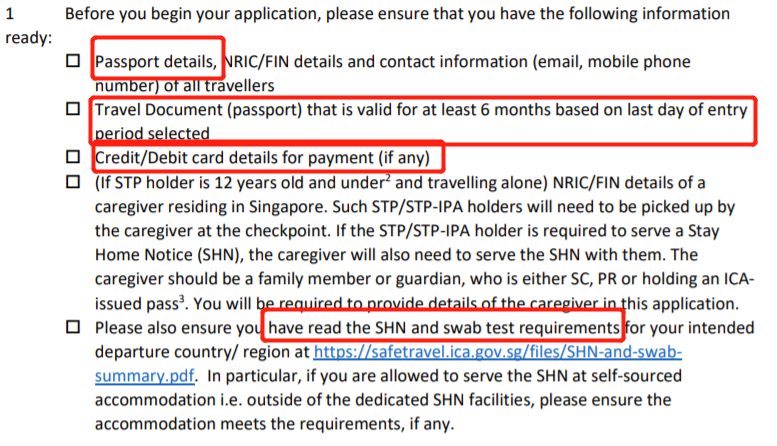 1 Before you begin your application, please ensure that you have the following information
ready:
☐ Passport details, NRIC/FIN details and contact information (email, mobile phone
number) of all travellers
☐ Travel Document (passport) that is valid for at least 6 months based on last day of entry
period selected
☐ Credit/Debit card details for payment (if any)
☐ (If STP holder is 12 years old and under² and travelling alone) NRIC/FIN details of a
caregiver residing in Singapore. Such STP/STP-IPA holders will need to be picked up by
the caregiver at the checkpoint. If the STP/STP-IPA holder is required to serve a Stay
Home Notice (SHN), the caregiver will also need to serve the SHN with them. The
caregiver should be a family member or guardian, who is either SC, PR or holding an ICA-
issued pass³. You will be required to provide details of the caregiver in this application.
☐ Please also ensure you have read the SHN and swab test requirements for your intended
departure country/ region at https://safetravel.ica.gov.sg/files/SHN-and-swab-
summary.pdf. In particular, if you are allowed to serve the SHN at self-sourced
accommodation i.e. outside of the dedicated SHN facilities, please ensure the
accommodation meets the requirements, if any.